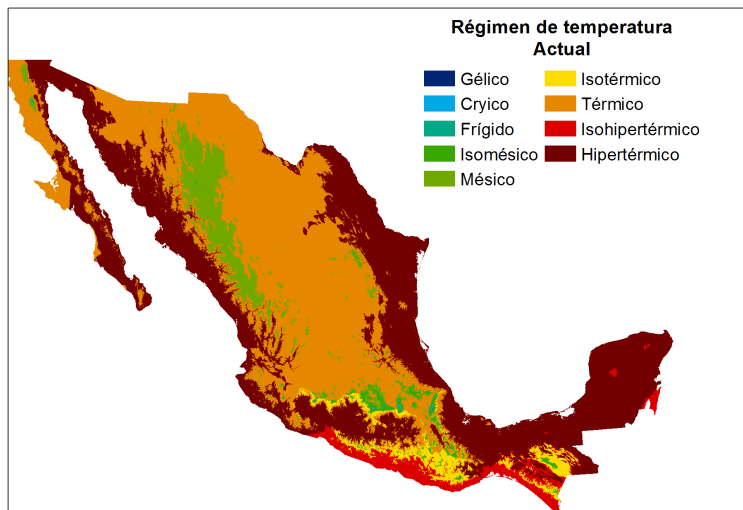 Régimen de temperatura
Actual
Gélico
Cryico
Frígido
Isomésico
Mésico
Isotérmico
Térmico
Isohipertérmico
Hipertérmico